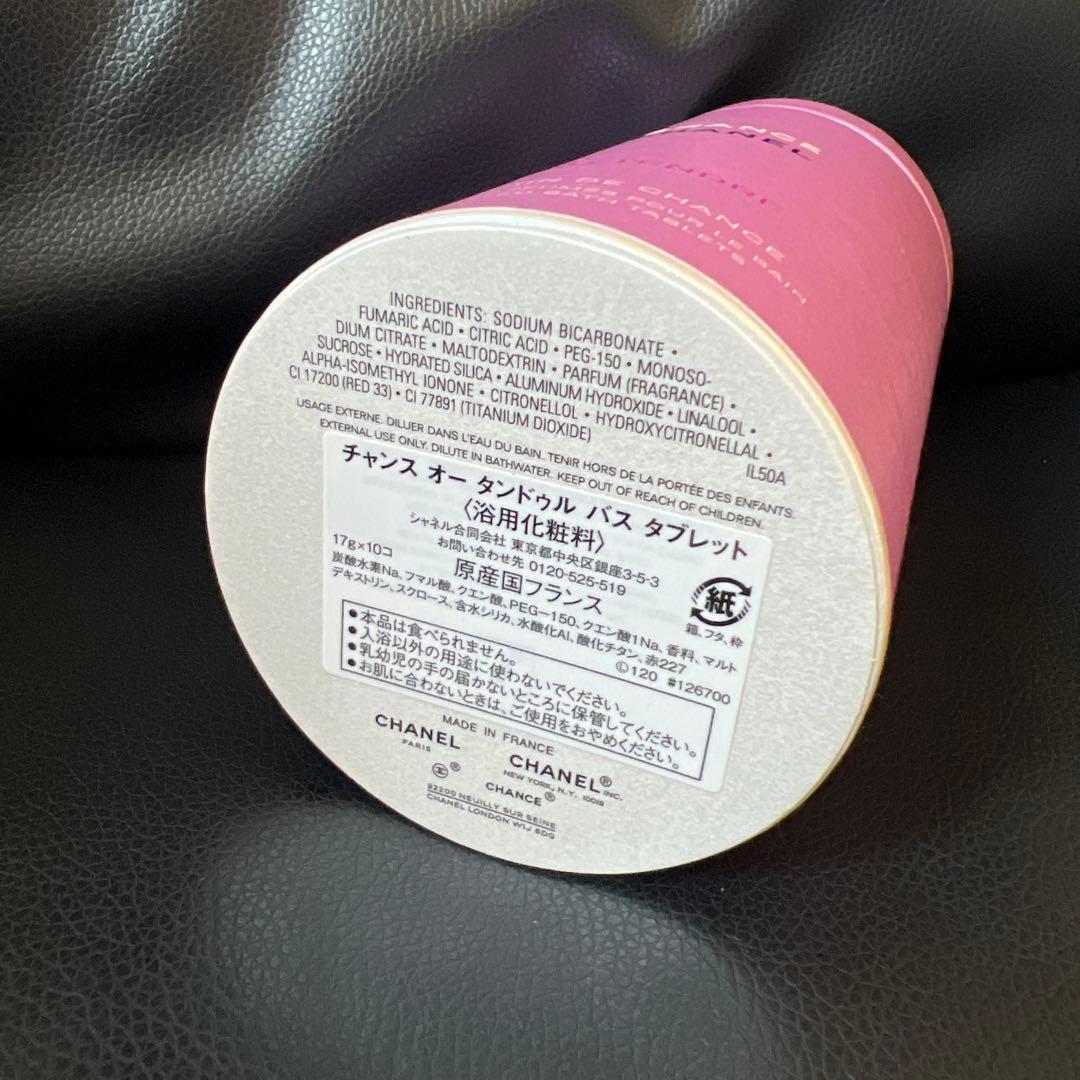 CHANCE
CHANEL
TENDRE
DE CHANCE
PARFUMÉES POUR LE
BATH TABLETS
BAIN
INGREDIENTS: SODIUM BICARBONATE •
FUMARIC ACID • CITRIC ACID • PEG-150 • MONOSO-
DIUM CITRATE • MALTODEXTRIN • PARFUM (FRAGRANCE) •
SUCROSE • HYDRATED SILICA • ALUMINUM HYDROXIDE • LINALOOL •
ALPHA-ISOMETHYL IONONE • CITRONELLOL • HYDROXYCITRONELLAL •
CI 17200 (RED 33) • CI 77891 (TITANIUM DIOXIDE)
IL50A
USAGE EXTERNE. DILUER DANS L'EAU DU BAIN. TENIR HORS DE LA PORTÉE DES ENFANTS.
EXTERNAL USE ONLY. DILUTE IN BATHWATER. KEEP OUT OF REACH OF CHILDREN.
チャンス オー タンドゥル バス タブレット
〈浴用化粧料〉
シャネル合同会社 東京都中央区銀座3-5-3
17g×10コ お問い合わせ先 0120-525-519
原産国フランス
炭酸水素Na、フマル酸、クエン酸、PEG-150、クエン酸1Na、香料、マルト
デキストリン、スクロース、含水シリカ、水酸化Al、酸化チタン、赤227
Ⓛ120 #126700
紙
箱、フタ、枠
●本品は食べられません。
●入浴以外の用途に使わないでください。
●乳幼児の手の届かないところに保管してください。
●お肌に合わないときは、ご使用をおやめください。
MADE IN FRANCE
CHANEL
PARIS
CHANEL® INC.
NEW YORK, N.Y. 10019
®
CHANCE®
92200 NEUILLY SUR SEINE
CHANEL LONDON W1J 6DG